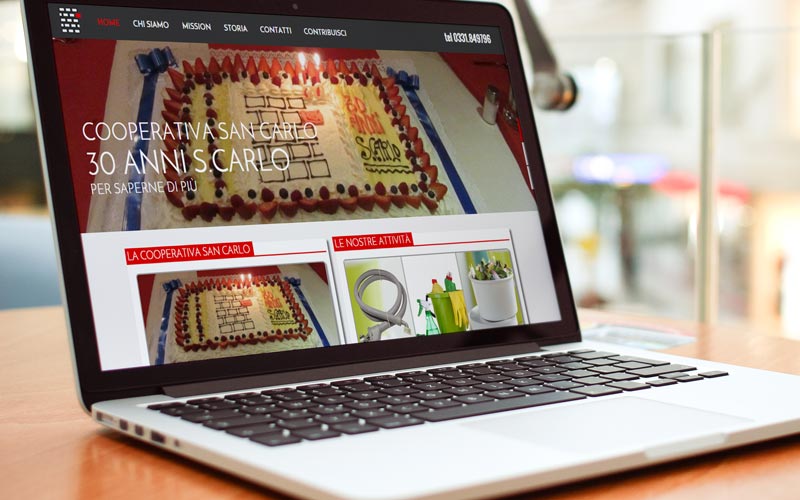 HOME CHI SIAMO MISSION STORIA CONTATTI CONTRIBUISCI tel 0331.849796
COOPERATIVA SAN CARLO
30 ANNI S.CARLO
PER SAPERNE DI PIÙ
30
ANNI
LA COOPERATIVA SAN CARLO
LE NOSTRE ATTIVITÀ